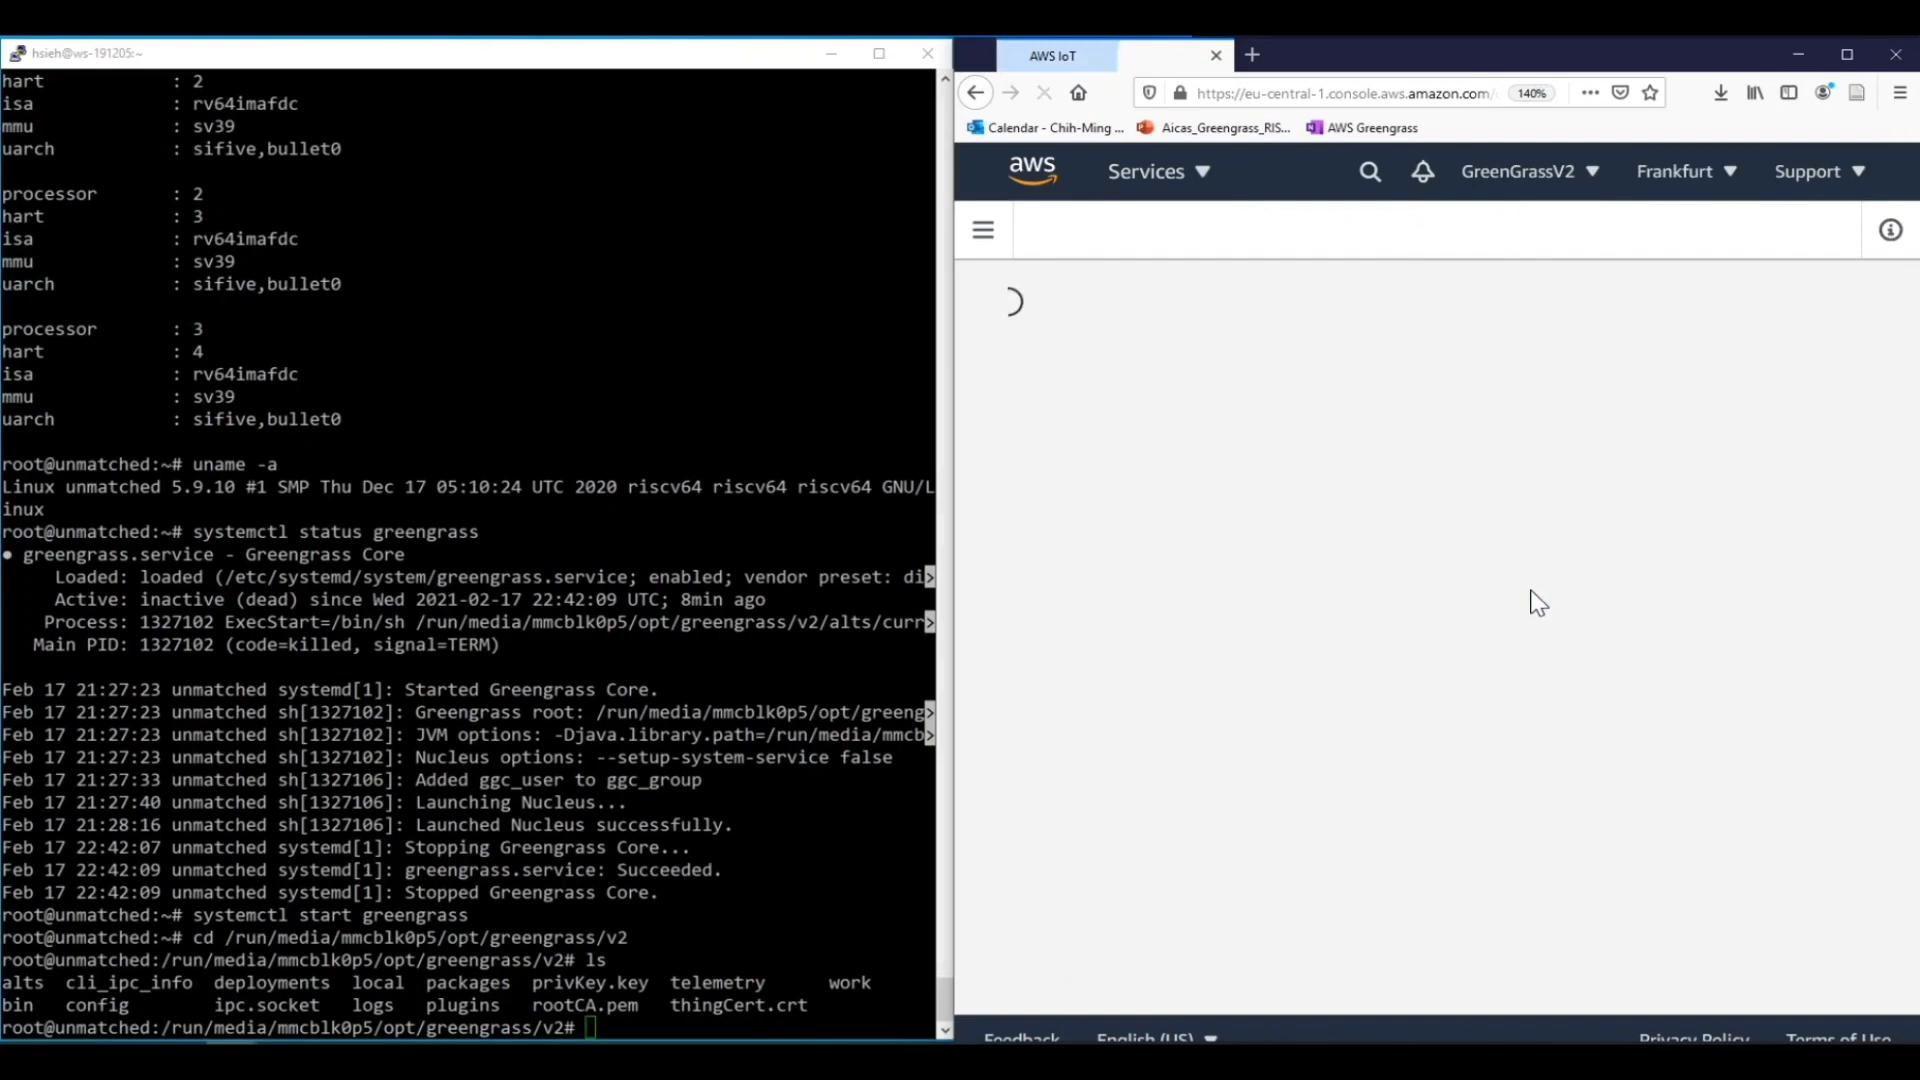 hsieh@ws-191205:~
hart : 2
isa : rv64imafdc
mmu : sv39
uarch : sifive,bullet0
processor : 2
hart : 3
isa : rv64imafdc
mmu : sv39
uarch : sifive,bullet0
processor : 3
hart : 4
isa : rv64imafdc
mmu : sv39
uarch : sifive,bullet0
root@unmatched:~# uname -a
Linux unmatched 5.9.10 #1 SMP Thu Dec 17 05:10:24 UTC 2020 riscv64 riscv64 riscv64 GNU/L
inux
root@unmatched:~# systemctl status greengrass
● greengrass.service - Greengrass Core
Loaded: loaded (/etc/systemd/system/greengrass.service; enabled; vendor preset: di>
Active: inactive (dead) since Wed 2021-02-17 22:42:09 UTC; 8min ago
Process: 1327102 ExecStart=/bin/sh /run/media/mmcblk0p5/opt/greengrass/v2/alts/curr>
Main PID: 1327102 (code=killed, signal=TERM)
Feb 17 21:27:23 unmatched systemd[1]: Started Greengrass Core.
Feb 17 21:27:23 unmatched sh[1327102]: Greengrass root: /run/media/mmcblk0p5/opt/greeng>
Feb 17 21:27:23 unmatched sh[1327102]: JVM options: -Djava.library.path=/run/media/mmcb>
Feb 17 21:27:23 unmatched sh[1327102]: Nucleus options: --setup-system-service false
Feb 17 21:27:33 unmatched sh[1327106]: Added ggc_user to ggc_group
Feb 17 21:27:40 unmatched sh[1327106]: Launching Nucleus...
Feb 17 21:28:16 unmatched sh[1327106]: Launched Nucleus successfully.
Feb 17 22:42:07 unmatched systemd[1]: Stopping Greengrass Core...
Feb 17 22:42:09 unmatched systemd[1]: greengrass.service: Succeeded.
Feb 17 22:42:09 unmatched systemd[1]: Stopped Greengrass Core.
root@unmatched:~# systemctl start greengrass
root@unmatched:~# cd /run/media/mmcblk0p5/opt/greengrass/v2
root@unmatched:/run/media/mmcblk0p5/opt/greengrass/v2# ls
alts cli_ipc_info deployments local packages privKey.key telemetry work
bin config ipc.socket logs plugins rootCA.pem thingCert.crt
root@unmatched:/run/media/mmcblk0p5/opt/greengrass/v2#
AWS IoT
https://eu-central-1.console.aws.amazon.com/ 140%
Calendar - Chih-Ming ... Aicas_Greengrass_RIS... AWS Greengrass
aws Services GreenGrassV2 Frankfurt Support
Feedback English (US) Privacy Policy Terms of Use